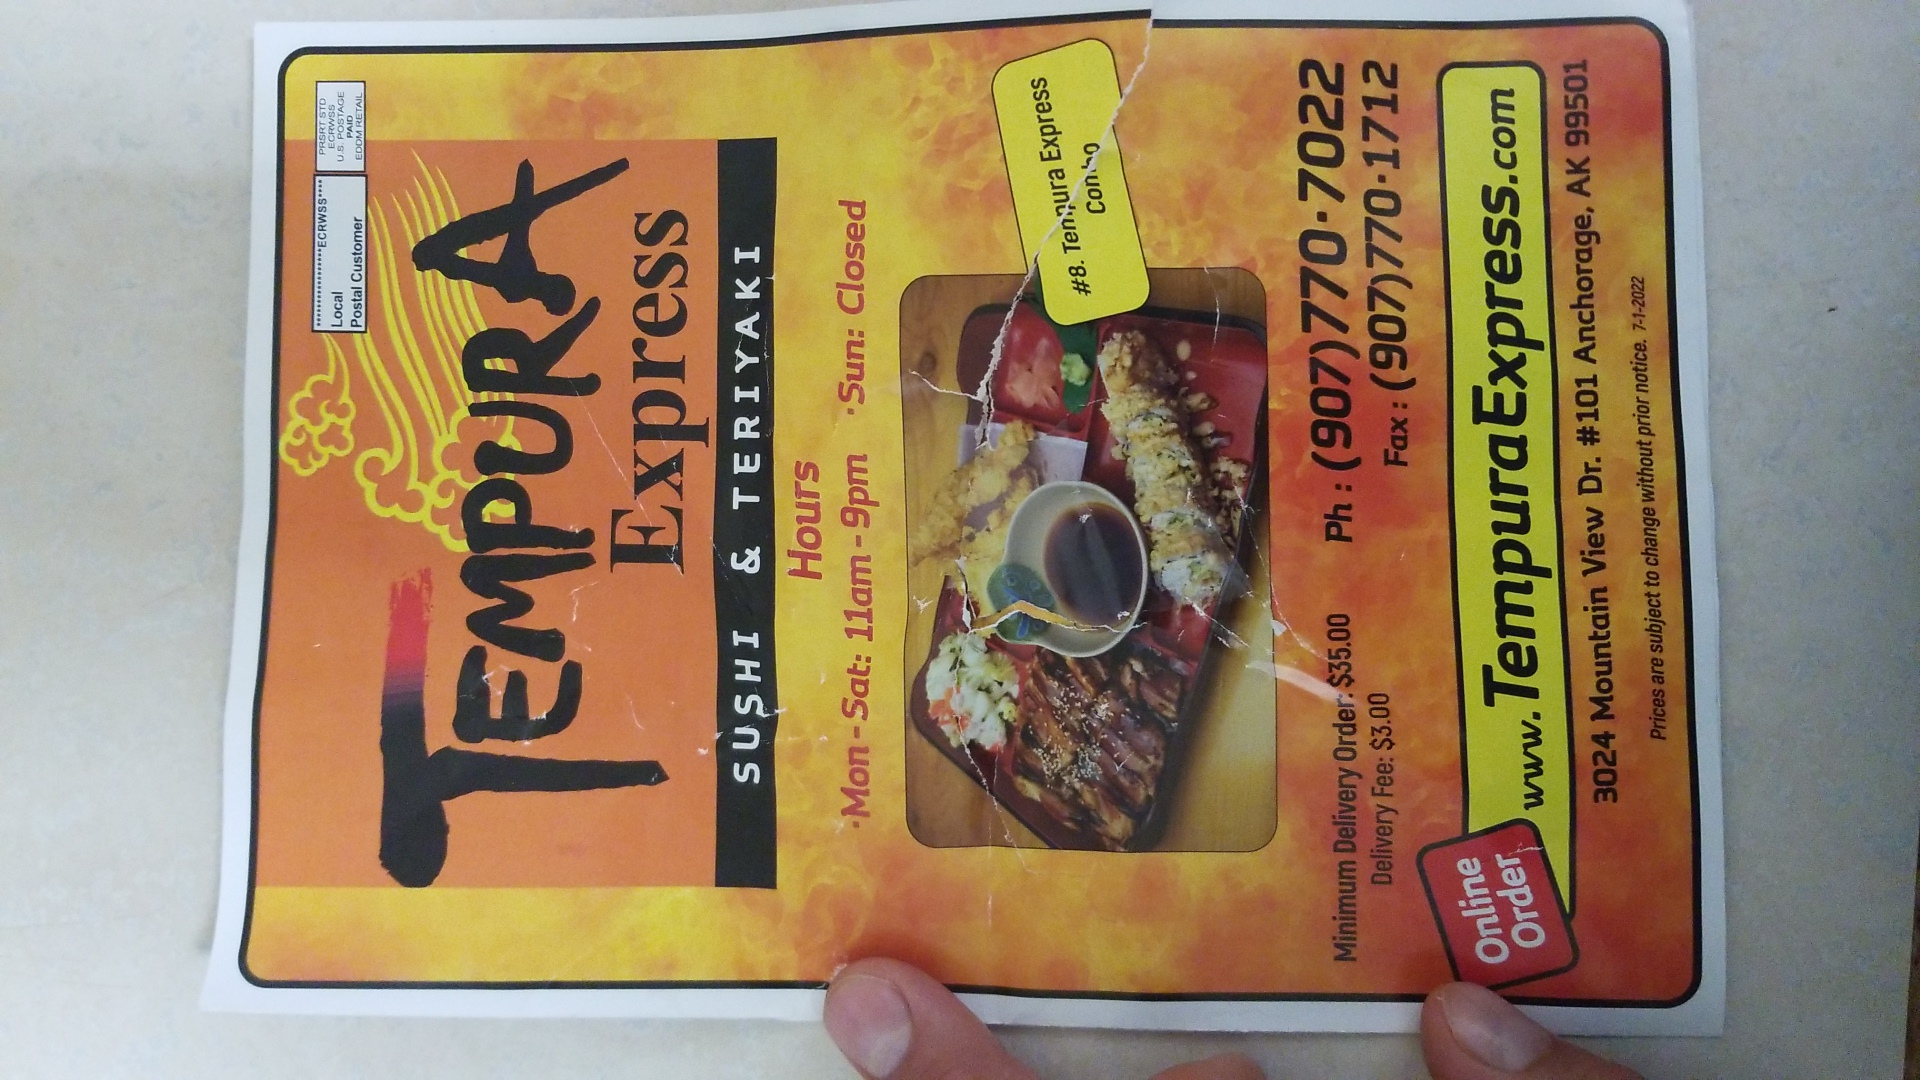 PRSRT STD
ECRWSS
U.S. POSTAGE
PAID
EDDM RETAIL
****************ECRWSS****
Local
Postal Customer
TEMPURA
Express
SUSHI & TERIYAKI
Hours
·Mon-Sat: 11am-9pm ·Sun: Closed
#8. Tempura Express
Combo
Minimum Delivery Order: $35.00
Delivery Fee: $3.00
Ph : (907)770·7022
Fax : (907)770·1712
Online
Order
www.TempuraExpress.com
3024 Mountain View Dr. #101 Anchorage, AK 99501
Prices are subject to change without prior notice. 7-1-2022